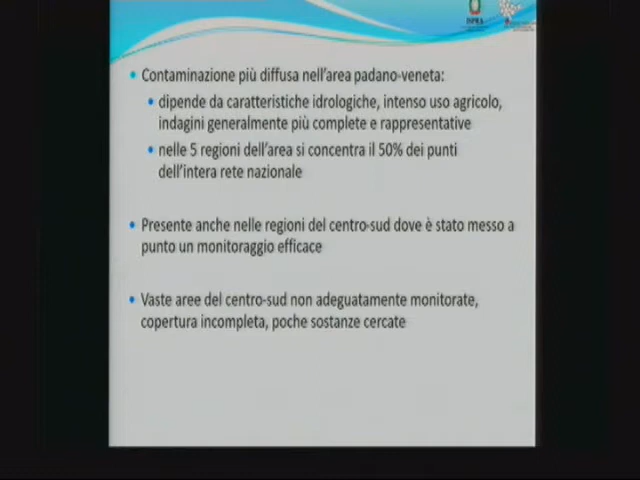 ISPRA
• Contaminazione più diffusa nell'area padano-veneta:
• dipende da caratteristiche idrologiche, intenso uso agricolo,
indagini generalmente più complete e rappresentative
• nelle 5 regioni dell'area si concentra il 50% dei punti
dell'intera rete nazionale
• Presente anche nelle regioni del centro-sud dove è stato messo a
punto un monitoraggio efficace
• Vaste aree del centro-sud non adeguatamente monitorate,
copertura incompleta, poche sostanze cercate